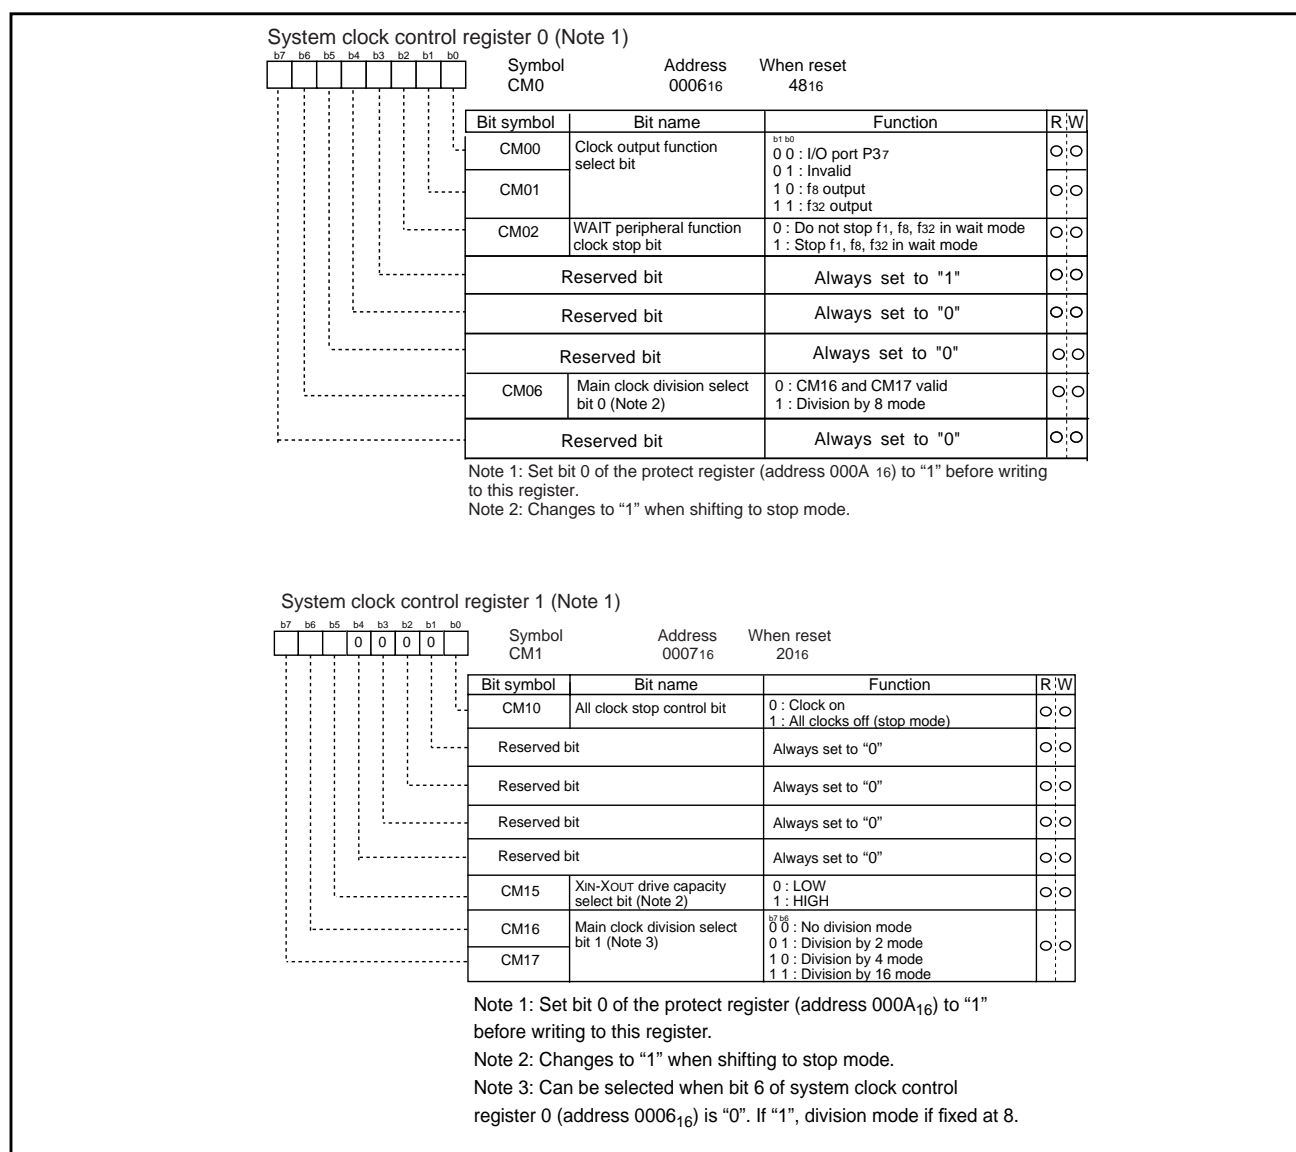 System clock control register 0 (Note 1)
b7 b6 b5 b4 b3 b2 b1 b0
Symbol Address When reset
CM0 000616 4816
Bit symbol Bit name Function R W
CM00 Clock output function select bit
b1 b0
0 0 : I/O port P37
0 1 : Invalid
CM01
1 0 : f8 output
1 1 : f32 output
CM02 WAIT peripheral function clock stop bit
0 : Do not stop f1, f8, f32 in wait mode
1 : Stop f1, f8, f32 in wait mode
Reserved bit Always set to "1"
Reserved bit Always set to "0"
Reserved bit Always set to "0"
CM06 Main clock division select bit 0 (Note 2)
0 : CM16 and CM17 valid
1 : Division by 8 mode
Reserved bit Always set to "0"
Note 1: Set bit 0 of the protect register (address 000A 16) to “1” before writing
to this register.
Note 2: Changes to “1” when shifting to stop mode.
System clock control register 1 (Note 1)
b7 b6 b5 b4 b3 b2 b1 b0
0 0 0 0
Symbol Address When reset
CM1 000716 2016
Bit symbol Bit name Function R W
CM10 All clock stop control bit
0 : Clock on
1 : All clocks off (stop mode)
Reserved bit Always set to “0”
Reserved bit Always set to “0”
Reserved bit Always set to “0”
Reserved bit Always set to “0”
CM15 XIN-XOUT drive capacity select bit (Note 2)
0 : LOW
1 : HIGH
CM16 Main clock division select bit 1 (Note 3)
b7 b6
0 0 : No division mode
0 1 : Division by 2 mode
CM17
1 0 : Division by 4 mode
1 1 : Division by 16 mode
Note 1: Set bit 0 of the protect register (address 000A16) to “1”
before writing to this register.
Note 2: Changes to “1” when shifting to stop mode.
Note 3: Can be selected when bit 6 of system clock control
register 0 (address 000616) is “0”. If “1”, division mode if fixed at 8.